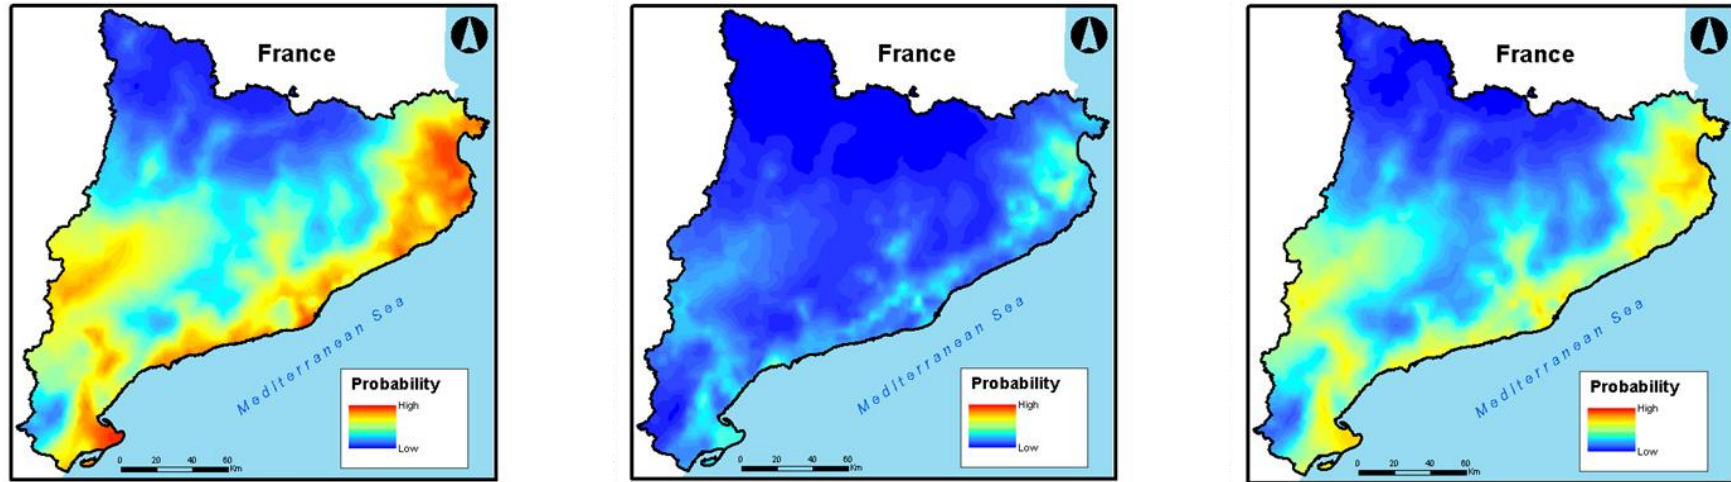 France
Mediterranean Sea
Probability
High
Low
0 20 40 60
Km
France
Mediterranean Sea
Probability
High
Low
0 20 40 60
Km
France
Mediterranean Sea
Probability
High
Low
0 20 40 60
Km